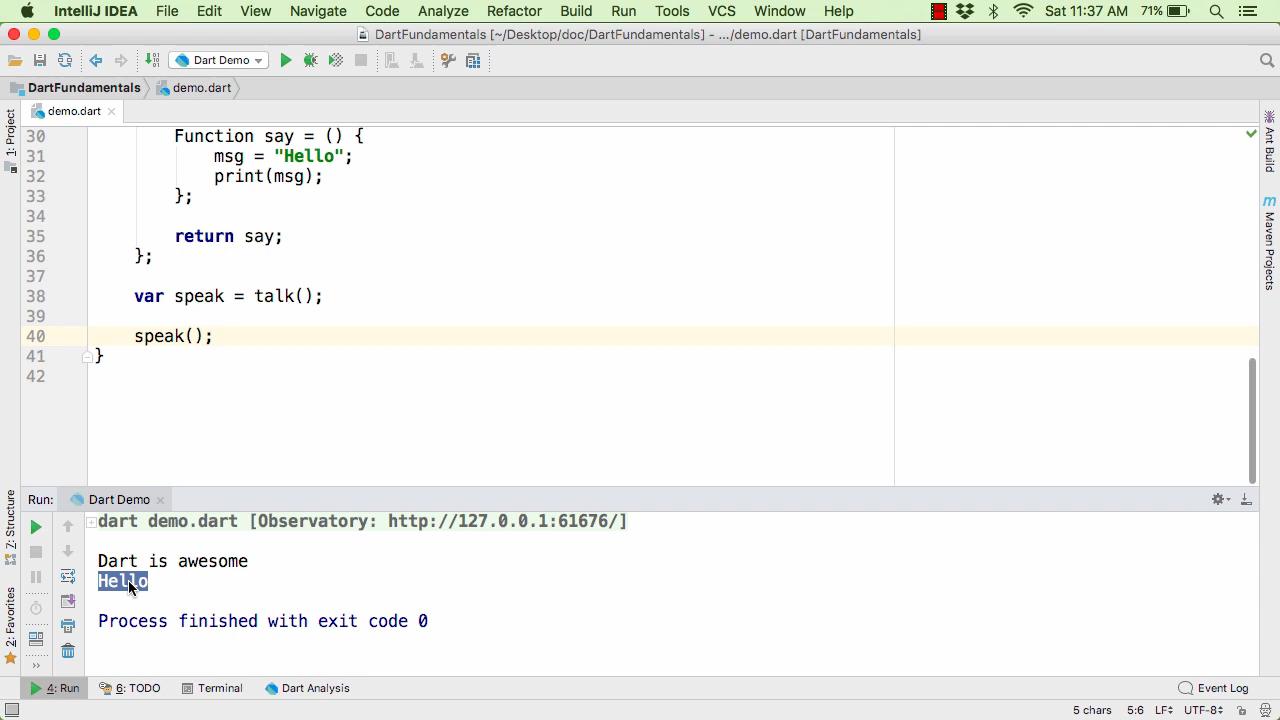 IntelliJ IDEA File Edit View Navigate Code Analyze Refactor Build Run Tools VCS Window Help Sat 11:37 AM 71%
DartFundamentals [~/Desktop/doc/DartFundamentals] - .../demo.dart [DartFundamentals]
Dart Demo
DartFundamentals demo.dart
demo.dart
1: Project
Ant Build
Maven Projects
30 Function say = () {
31 msg = "Hello";
32 print(msg);
33 };
34
35 return say;
36 };
37
38 var speak = talk();
39
40 speak();
41 }
42
Z: Structure
2: Favorites
Run: Dart Demo
dart demo.dart [Observatory: http://127.0.0.1:61676/]
Dart is awesome
Hello
Process finished with exit code 0
4: Run 6: TODO Terminal Dart Analysis Event Log
5 chars 5:6 LF UTF-8